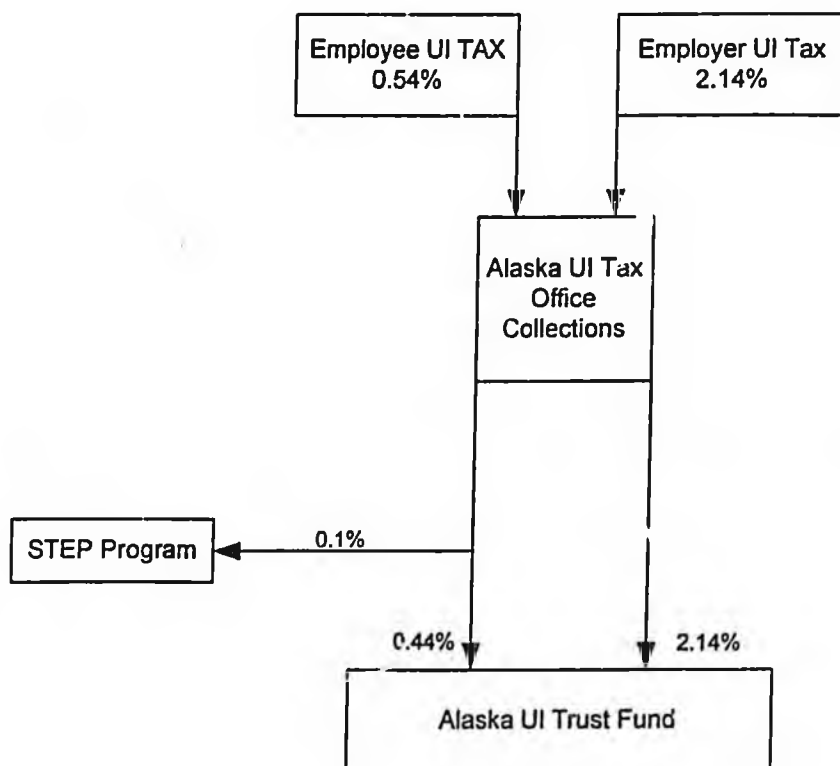 Employee UI TAX
0.54%
Employer UI Tax
2.14%
Alaska UI Tax
Office
Collections
STEP Program
0.1%
0.44%
2.14%
Alaska UI Trust Fund